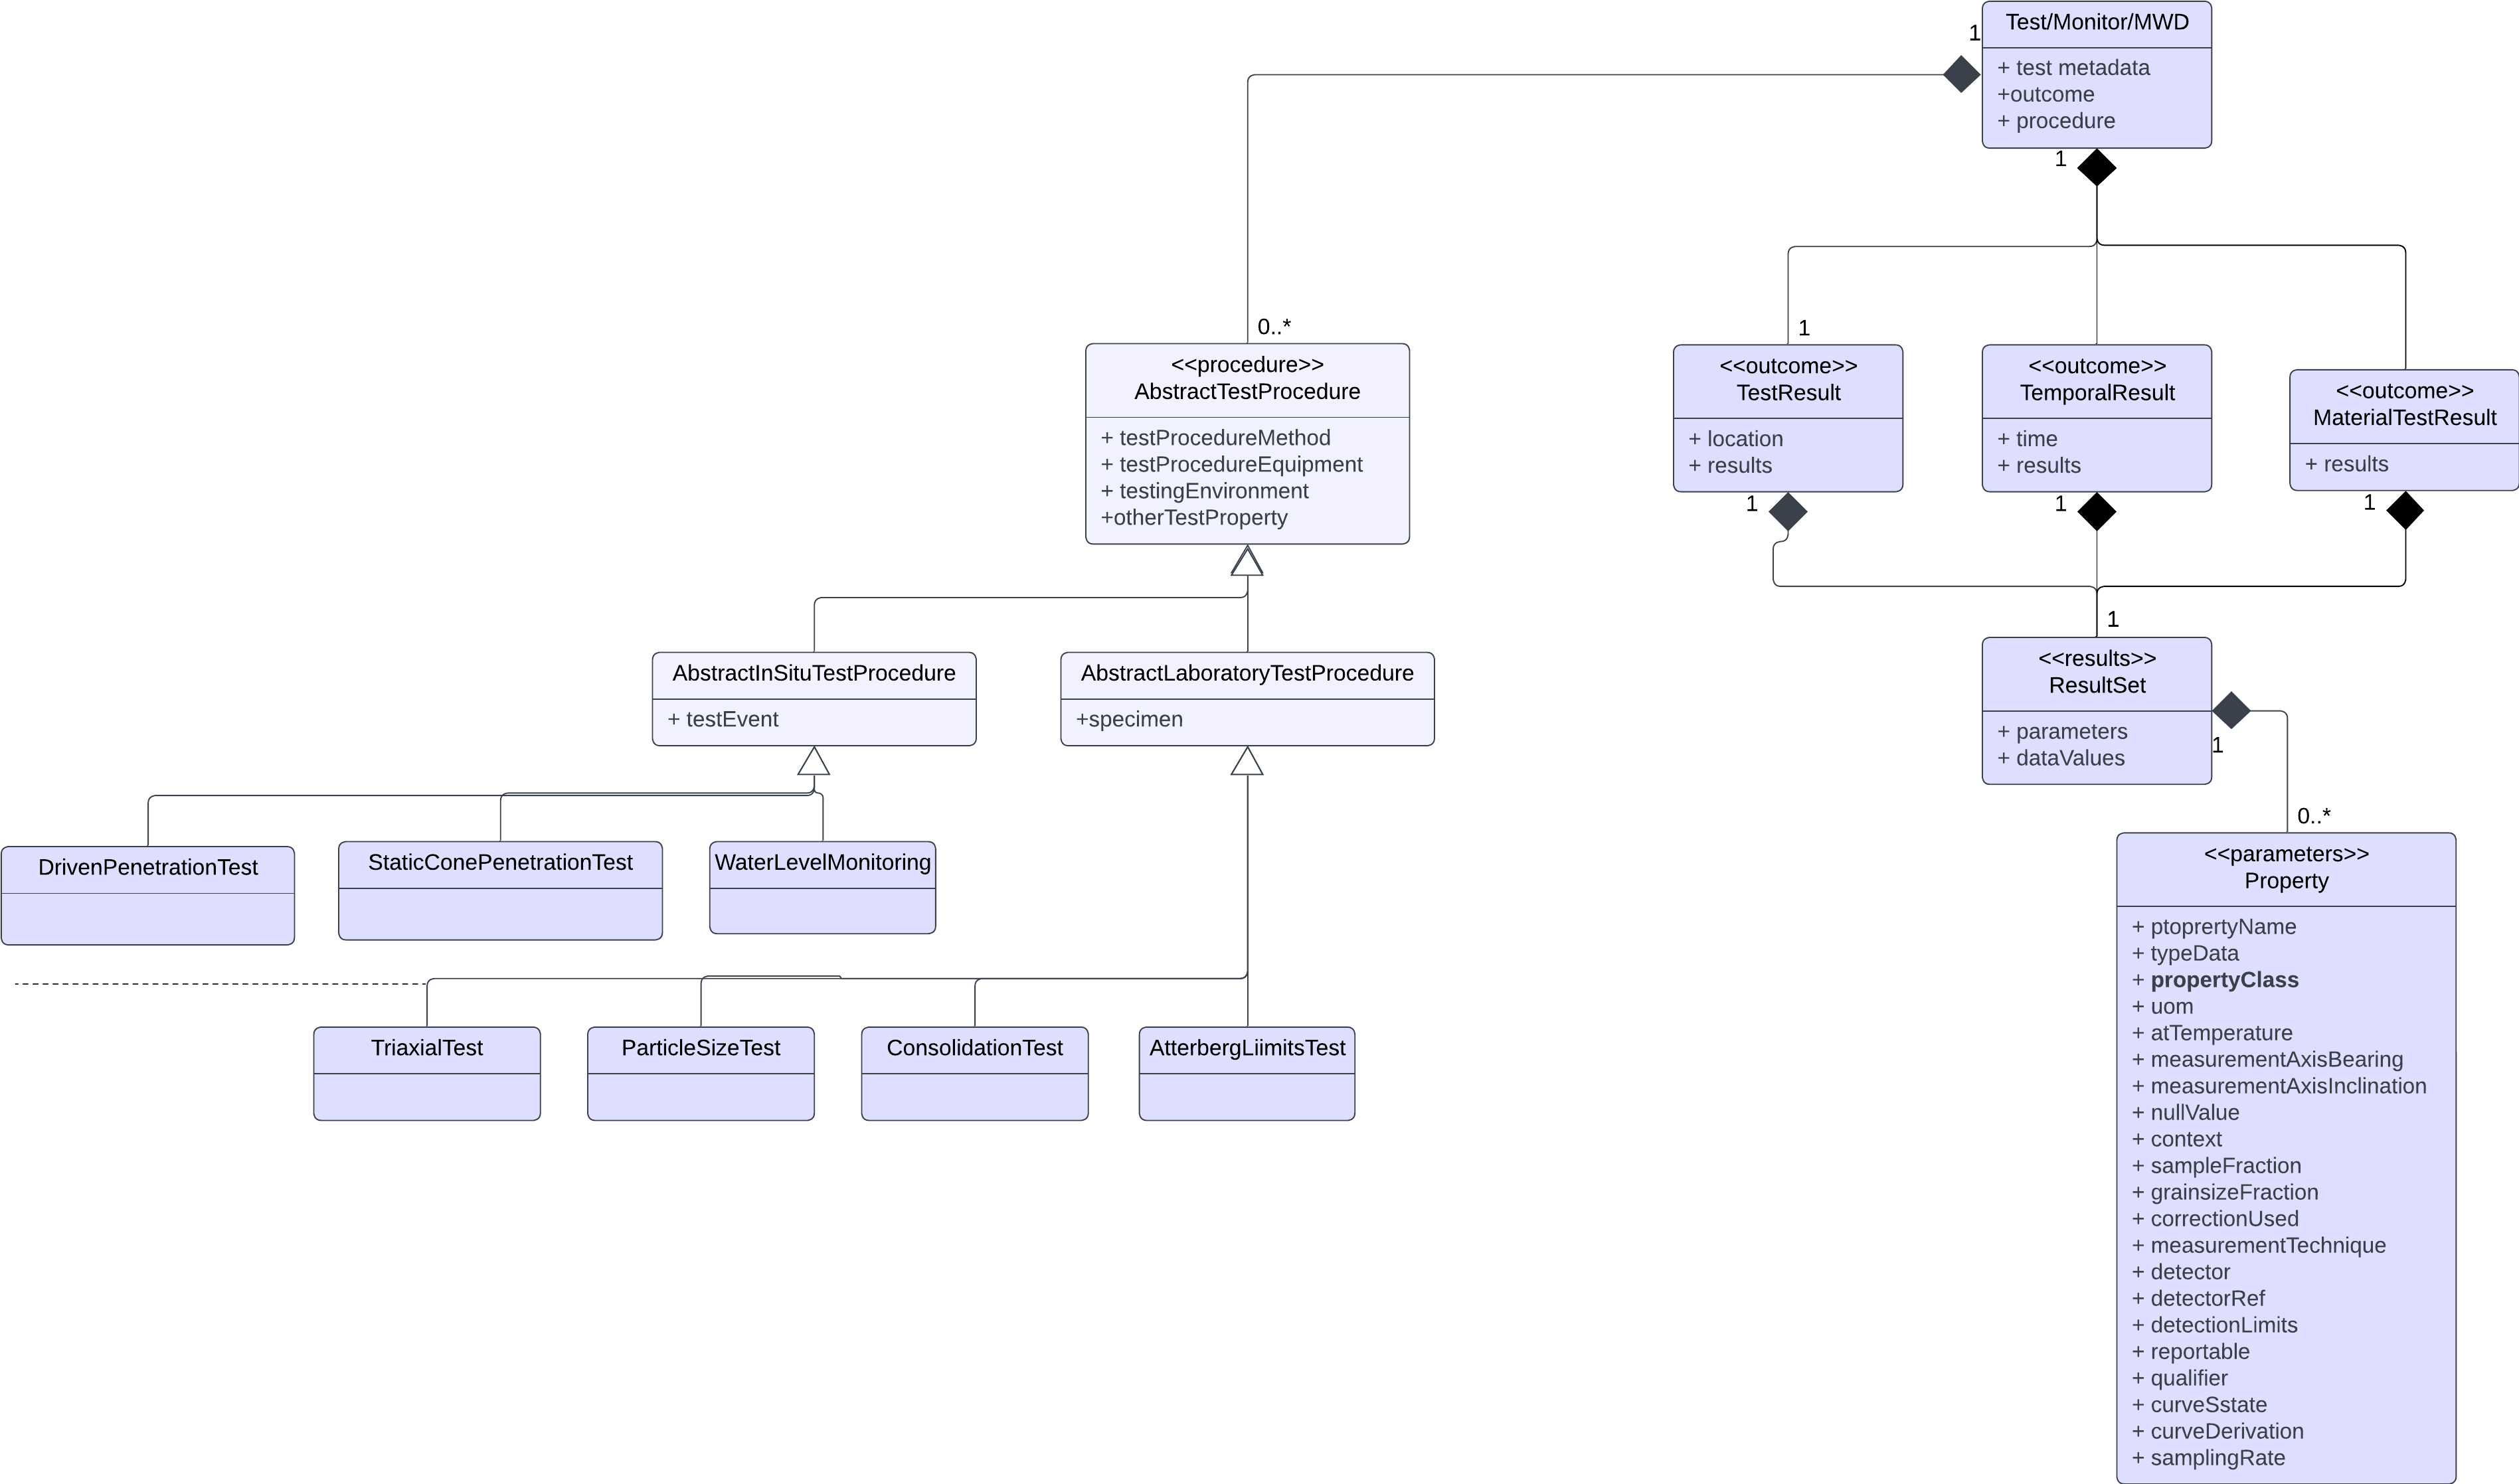 Test/Monitor/MWD
+ test metadata
+outcome
+ procedure
1
1
0..*
<<procedure>>
AbstractTestProcedure
+ testProcedureMethod
+ testProcedureEquipment
+ testingEnvironment
+otherTestProperty
1
<<outcome>>
TestResult
+ location
+ results
1
<<outcome>>
TemporalResult
+ time
+ results
1
<<outcome>>
MaterialTestResult
+ results
1
AbstractInSituTestProcedure
+ testEvent
AbstractLaboratoryTestProcedure
+specimen
1
<<results>>
ResultSet
+ parameters
+ dataValues
1
0..*
DrivenPenetrationTest
StaticConePenetrationTest
WaterLevelMonitoring
TriaxialTest
ParticleSizeTest
ConsolidationTest
AtterbergLiimitsTest
<<parameters>>
Property
+ ptoprertyName
+ typeData
+ propertyClass
+ uom
+ atTemperature
+ measurementAxisBearing
+ measurementAxisInclination
+ nullValue
+ context
+ sampleFraction
+ grainsizeFraction
+ correctionUsed
+ measurementTechnique
+ detector
+ detectorRef
+ detectionLimits
+ reportable
+ qualifier
+ curveSstate
+ curveDerivation
+ samplingRate